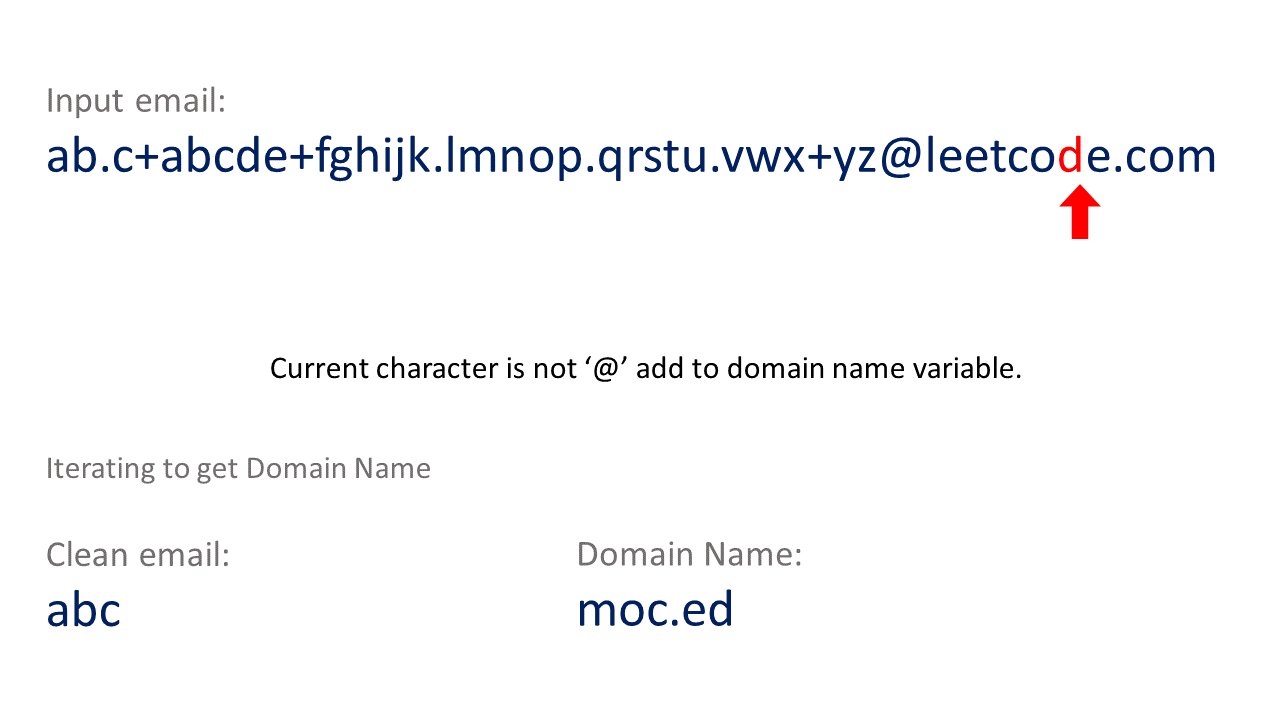 Input email:
ab.c+abcde+fghijk.lmnop.qrstu.vwx+yz@leetcode.com
Current character is not ‘@’ add to domain name variable.
Iterating to get Domain Name
Clean email:
abc
Domain Name:
moc.ed